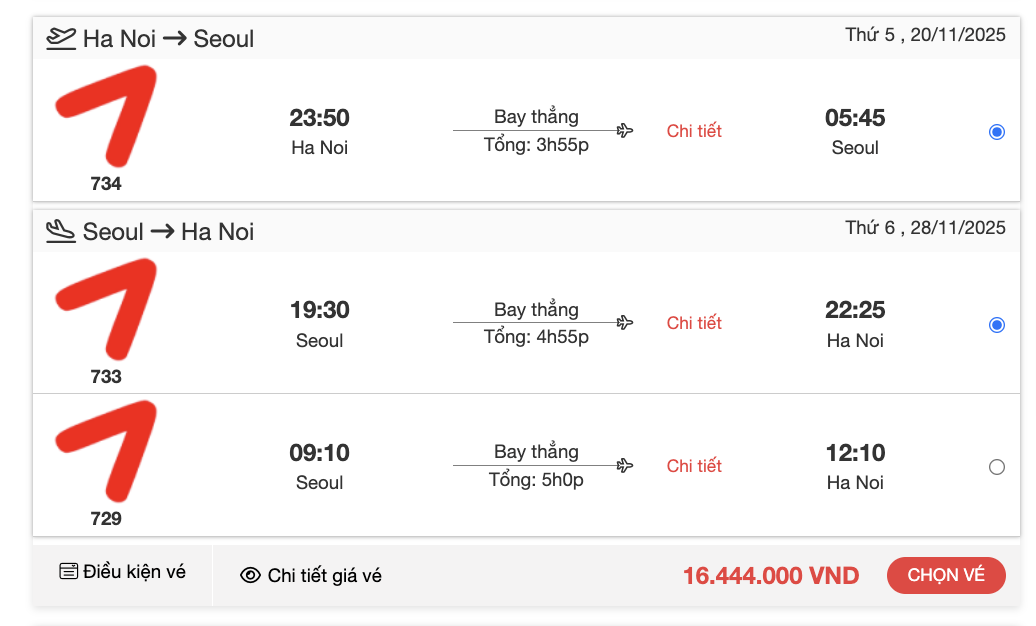 Ha Noi → Seoul
Thứ 5 , 20/11/2025
23:50
Bay thẳng
05:45
Chi tiết
Ha Noi
Tổng: 3h55p
Seoul
734
Seoul → Ha Noi
Thứ 6 , 28/11/2025
19:30
Bay thẳng
22:25
Chi tiết
Seoul
Tổng: 4h55p
Ha Noi
733
09:10
Bay thẳng
12:10
Chi tiết
Seoul
Tổng: 5h0p
Ha Noi
729
Điều kiện vé
Chi tiết giá vé
16.444.000 VND
CHỌN VÉ